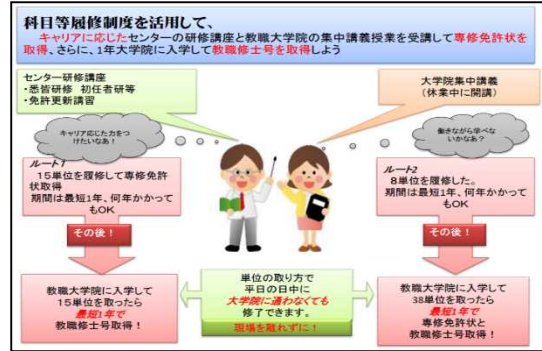 科目等履修制度を活用して、
キャリアに応じたセンターの研修講座と教職大学院の集中講義授業を受講して専修免許状を
取得、さらに、1年大学院に入学して教職修士号を取得しよう
センター研修講座
・悉皆研修 初任者研等
・免許更新講習
大学院集中講義
(休業中に開講)
キャリア応じた力をつ
けたいなあ!
働きながら学べな
いかなあ?
ルート1
15単位を履修して専修免許
状取得
期間は最短1年、何年かかって
もOK
ルート2
8単位を履修した。
期間は最短1年、何年かかって
もOK
その後!
その後!
教職大学院に入学して
15単位を取ったら
最短1年で
教職修士号取得!
単位の取り方で
平日の日中に
大学院に通わなくても
修了できます。
現場を離れずに!
教職大学院に入学して
38単位を取ったら
最短1年で
専修免許状と
教職修士号取得!